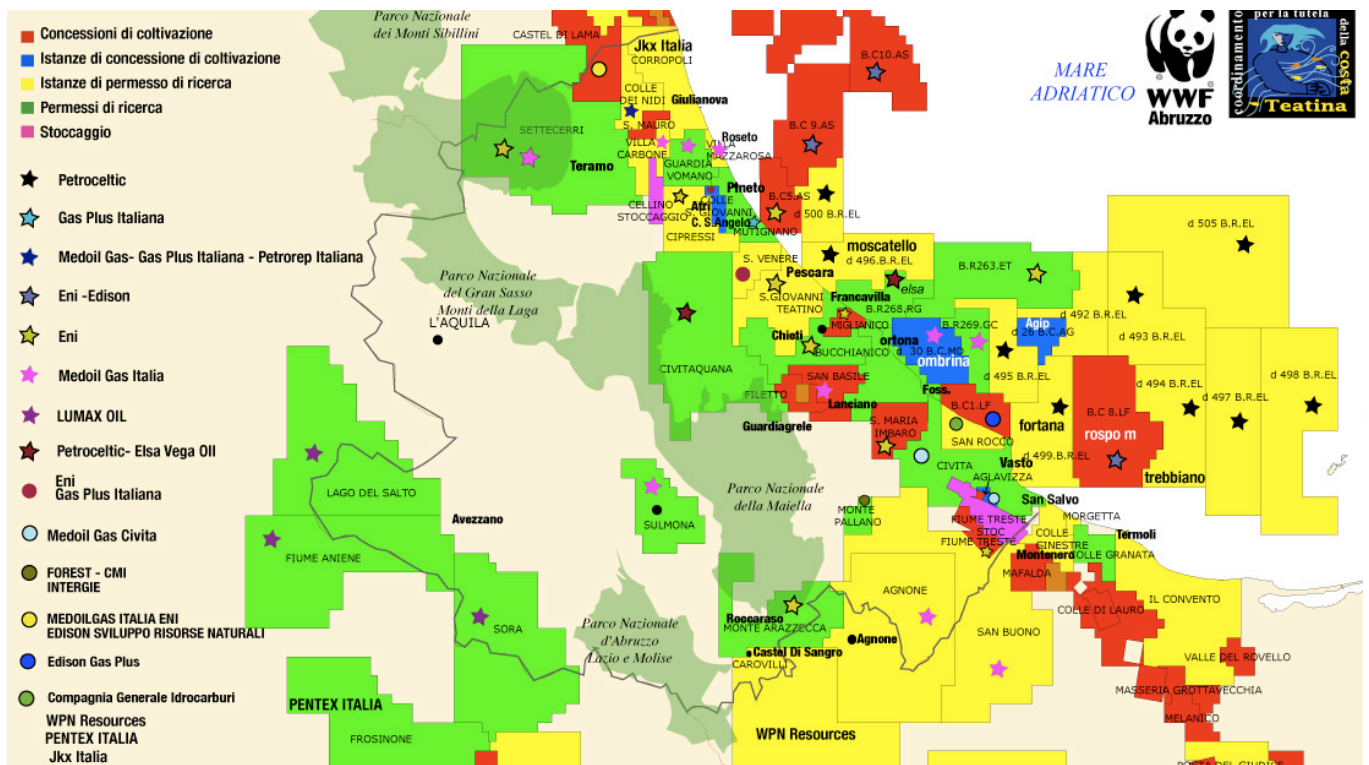 Concessioni di coltivazione
Istanze di concessione di coltivazione
Istanze di permesso di ricerca
Permessi di ricerca
Stoccaggio
Petroceltic
Gas Plus Italiana
Medoil Gas- Gas Plus Italiana - Petrorep Italiana
Eni -Edison
Eni
Medoil Gas Italia
LUMAX OIL
Petroceltic- Elsa Vega Oll
Eni
Gas Plus Italiana
Medoil Gas Civita
FOREST - CMI
INTERGIE
MEDOILGAS ITALIA ENI
EDISON SVILUPPO RISORSE NATURALI
Edison Gas Plus
Compagnia Generale Idrocarburi
WPN Resources
PENTEX ITALIA
Jkx Italia
Parco Nazionale
dei Monti Sibillini
CASTEL DI LAMA
Jkx Italia
CORROPOLI
COLLE
DEI NIDI
Giulianova
S. MAURO
SETTECERRI
Teramo
VILLA
CARBONE
GUARDIA
VOMANO
Roseto
VILLA
MAZZAROSA
CELLINO
STOCCAGGIO
Atri
PIneto
COLLE
S. GIOVANNI
C. S.Angelo
MUTIGNANO
CIPRESSI
B.C10.AS
B.C 9.AS
B.C5.AS
d 500 B.R.EL
MARE
ADRIATICO
WWF
Abruzzo
coordinamento
per la tutela
della costa
Teatina
d 505 B.R.EL
moscatello
d 496.B.R.EL
B.R263.ET
S. VENERE
Pescara
S.GIOVANNI
TEATINO
elsa
Francavilla
B.R268.RG
MIGLIANICO
Parco Nazionale
del Gran Sasso
Monti della Laga
L'AQUILA
CIVITAQUANA
Chieti
BUCCHIANICO
ortona
B.R269.GC
d 30 B.C.MD
ombrina
Agip
d 26 B.C.AG
d 492 B.R.EL
d 493 B.R.EL
d 495 B.R.EL
d 494 B.R.EL
d 497 B.R.EL
d 498 B.R.EL
FILETTO
SAN BASILE
Lanciano
Guardiagrele
Foss.
B.C1.LF
SAN ROCCO
S. MARIA
IMBARO
fortana
B.C 8.LF
rospo m
d 499.B.R.EL
trebbiano
CIVITA
Vasto
AGLAVIZZA
San Salvo
Parco Nazionale
della Maiella
MONTE
PALLANO
FIUME TRESTE
STOC
FIUME TRESTE
MORGETTA
COLLE
GINESTRE
Termoli
COLLE GRANATA
Montenero
MAFALDA
LAGO DEL SALTO
Avezzano
SULMONA
FIUME ANIENE
SORA
Parco Nazionale
d'Abruzzo
Lazio e Molise
Roccaraso
MONTE ARAZZECCA
Castel Di Sangro
CAROVILLI
AGNONE
Agnone
SAN BUONO
COLLE DI LAURO
IL CONVENTO
VALLE DEL ROVELLO
MASSERIA GROTTAVECCHIA
MELANICO
PENTEX ITALIA
FROSINONE
WPN Resources